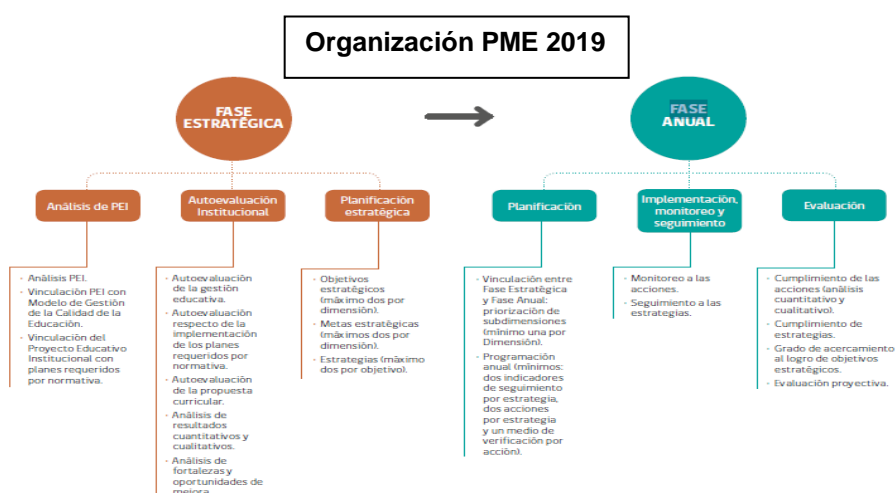 Organización PME 2019
FASE
ESTRATÉGICA
FASE
ANUAL
Análisis de PEI
· Análisis PEI.
· Vinculación PEI con
Modelo de Gestión
de la Calidad de la
Educación.
· Vinculación del
Proyecto Educativo
Institucional con
planes requeridos
por normativa.
Autoevaluación
Institucional
· Autoevaluación
de la gestión
educativa.
· Autoevaluación
respecto de la
implementación
de los planes
requeridos por
normativa.
· Autoevaluación
de la propuesta
curricular.
· Análisis de
resultados
cuantitativos y
cualitativos.
· Análisis de
fortalezas y
oportunidades de
mejora
Planificación
estratégica
· Objetivos
estratégicos
(máximo dos por
dimensión).
· Metas estratégicas
(máximos dos por
dimensión).
· Estrategias (máximo
dos por objetivo).
Planificación
· Vinculación entre
Fase Estratégica
y Fase Anual:
priorización de
subdimensiones
(mínimo una por
Dimensión).
· Programación
anual (mínimos:
dos indicadores
de seguimiento
por estrategia,
dos acciones
por estrategia
y un medio de
verificación por
acción).
Implementación,
monitoreo y
seguimiento
· Monitoreo a las
acciones.
· Seguimiento a las
estrategias.
Evaluación
· Cumplimiento de las
acciones (análisis
cuantitativo y
cualitativo).
· Cumplimiento de
estrategias.
· Grado de acercamiento
al logro de objetivos
estratégicos.
· Evaluación proyectiva.